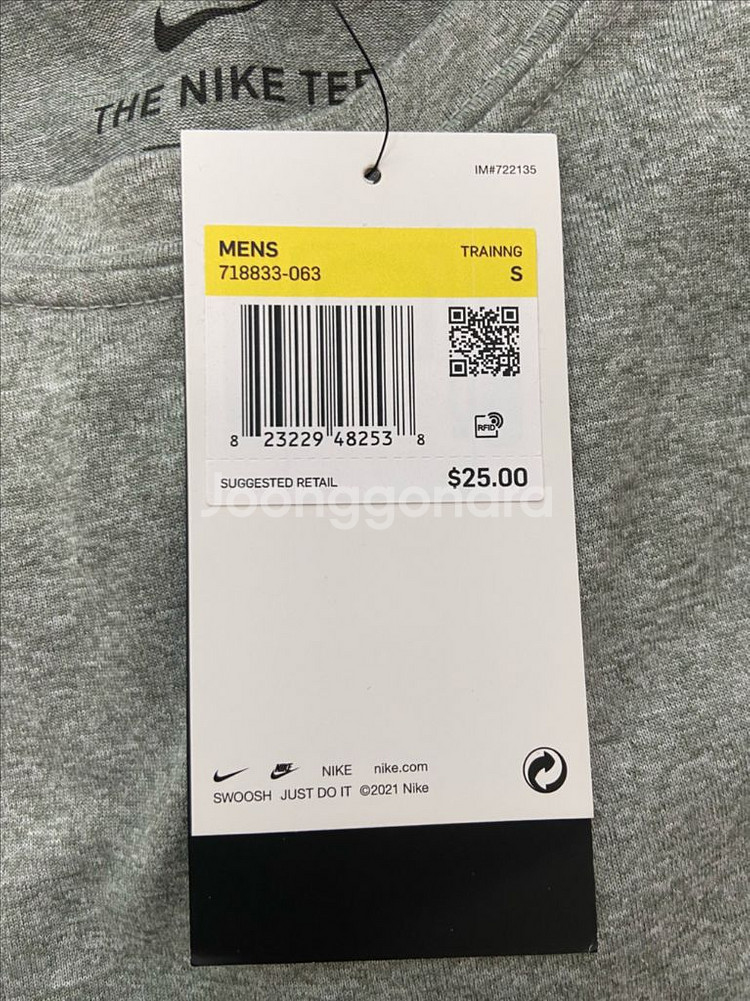 THE NIKE TEE
IM#722135
MENS
TRAINNG
718833-063
S
RFID
8 23229 48253 8
SUGGESTED RETAIL
$25.00
Joonggonara
NIKE nike.com
SWOOSH JUST DO IT ©2021 Nike